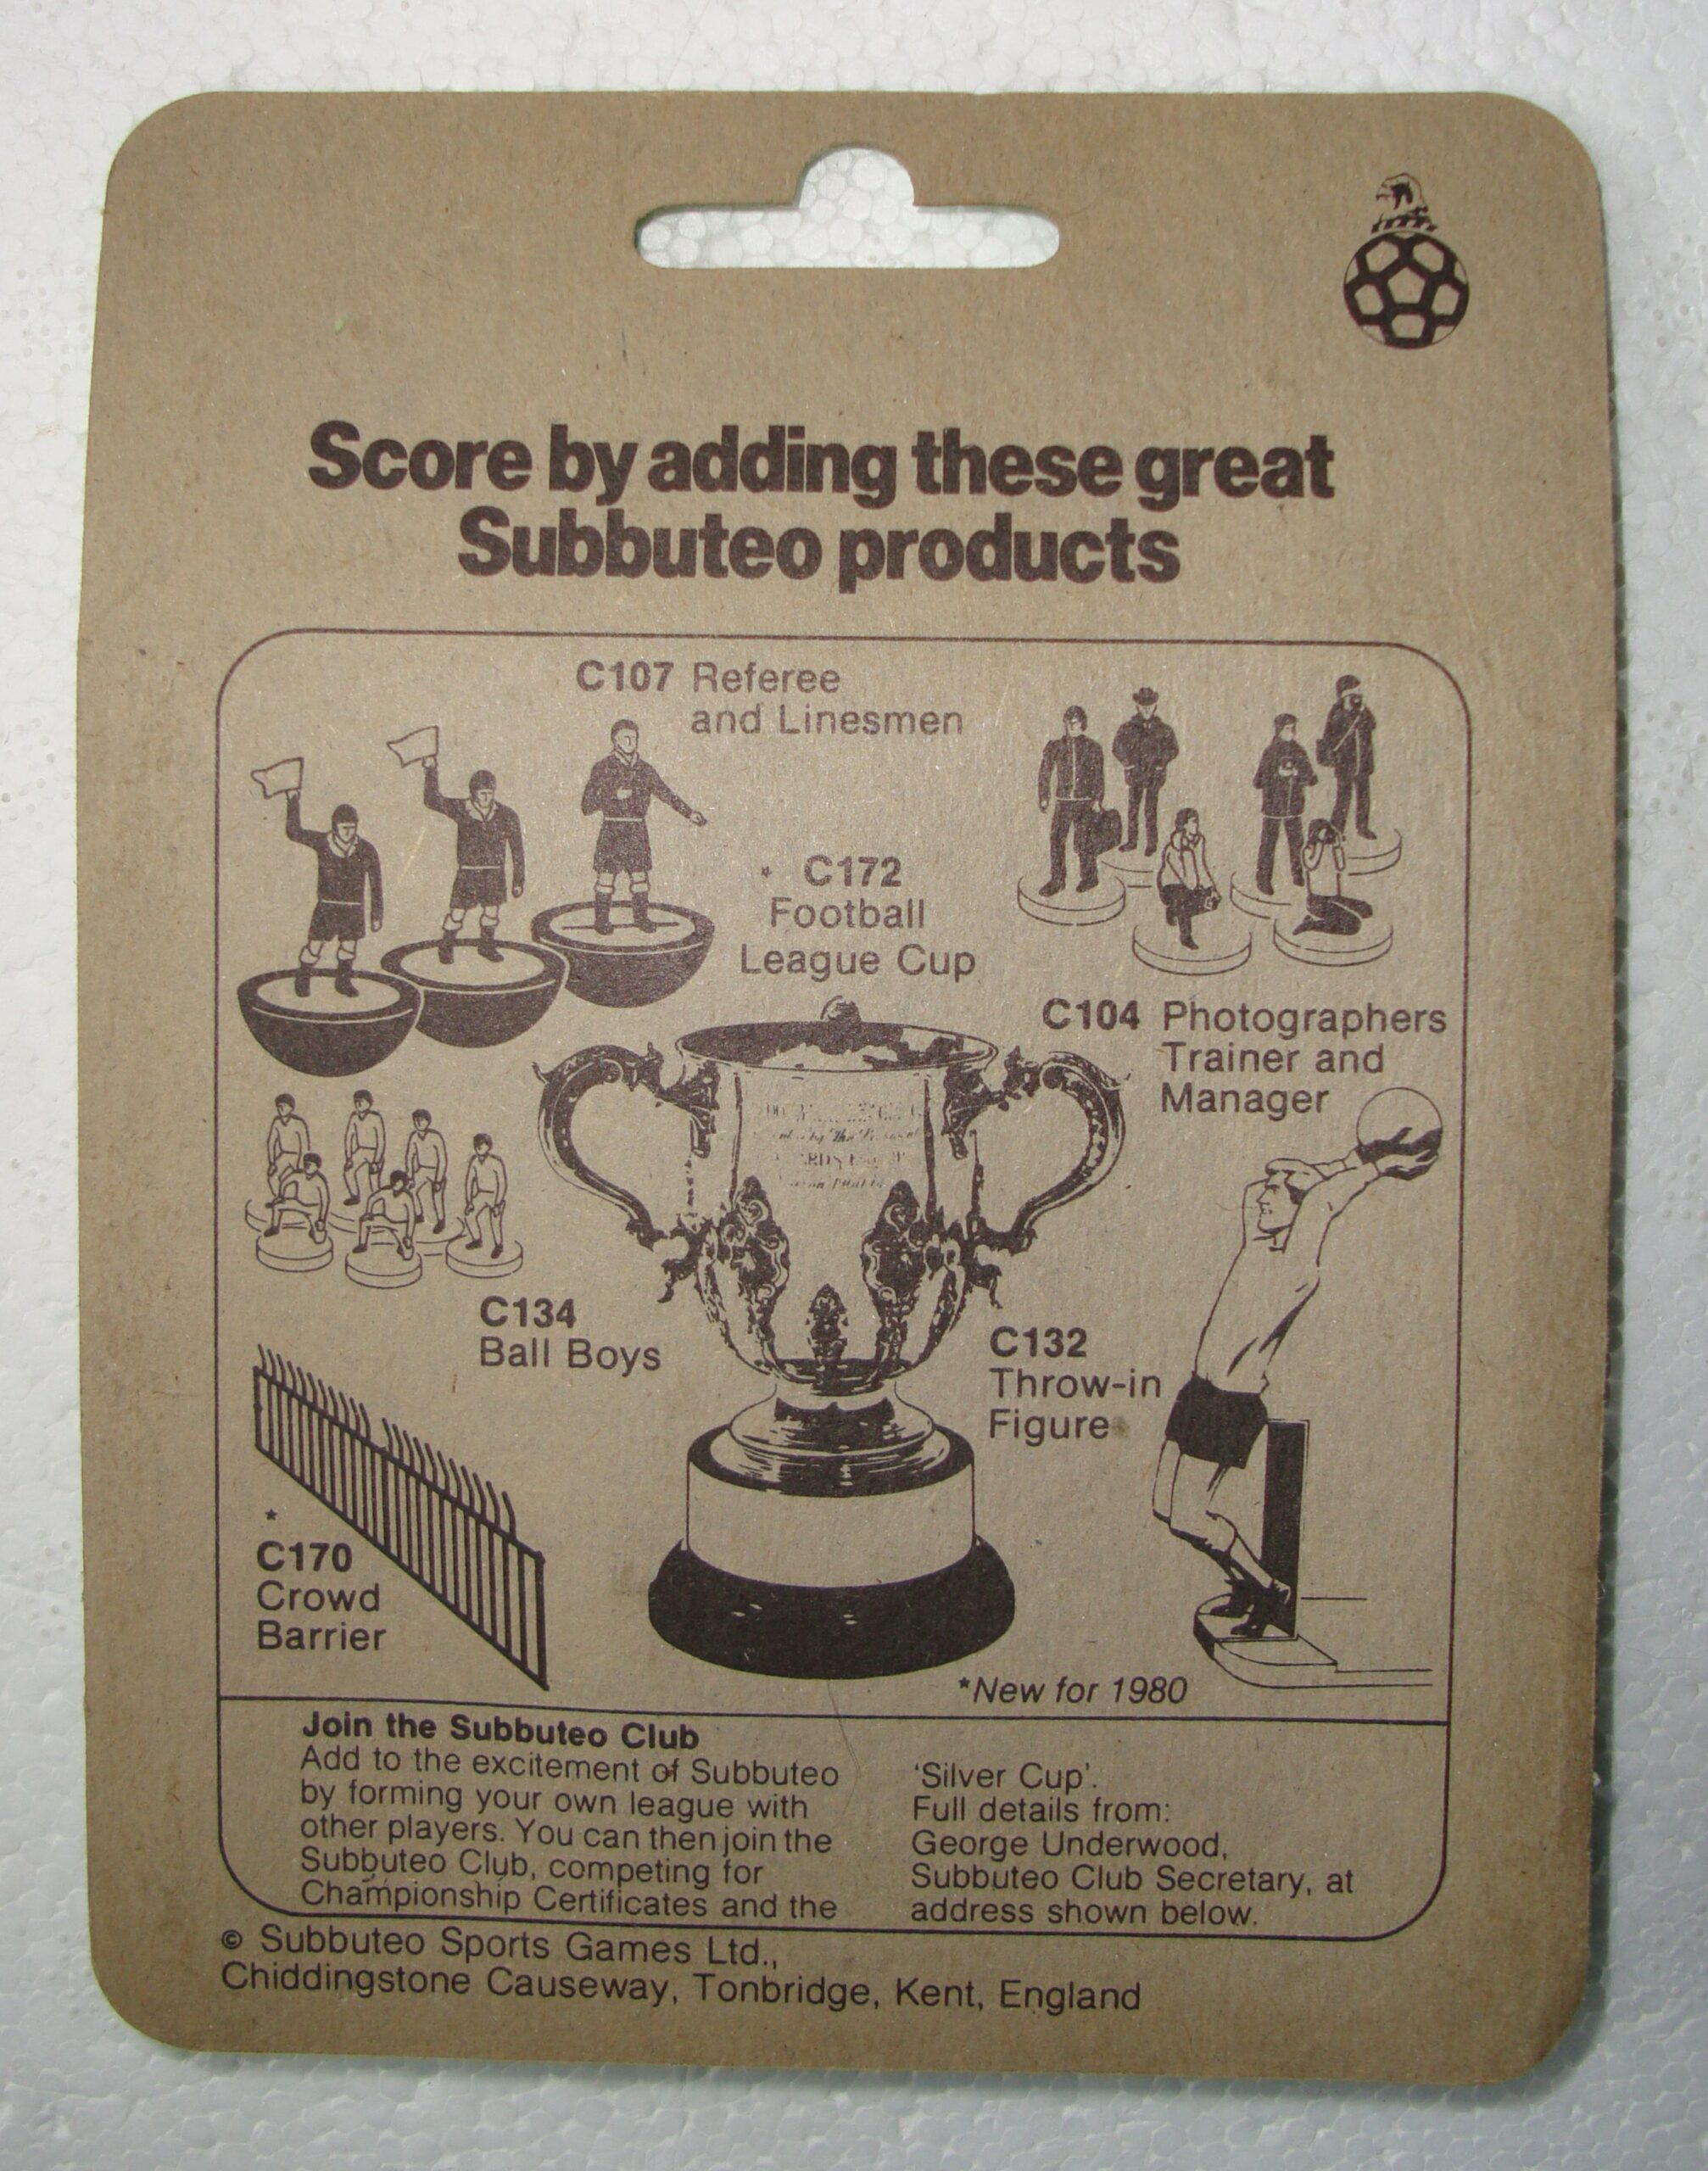 Score by adding these great
Subbuteo products
C107 Referee
and Linesmen
* C172
Football
League Cup
C104 Photographers
Trainer and
Manager
C134
Ball Boys
C132
Throw-in
Figure
*
C170
Crowd
Barrier
*New for 1980
Join the Subbuteo Club
Add to the excitement of Subbuteo
by forming your own league with
other players. You can then join the
Subbuteo Club, competing for
Championship Certificates and the
'Silver Cup'.
Full details from:
George Underwood,
Subbuteo Club Secretary, at
address shown below.
© Subbuteo Sports Games Ltd.,
Chiddingstone Causeway, Tonbridge, Kent, England